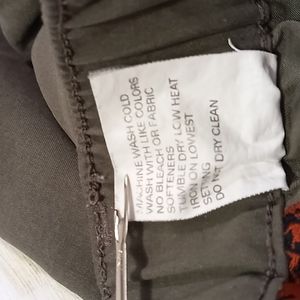 MACHINE WASH COLD
WASH WITH LIKE COLORS
NO BLEACH OR FABRIC
SOFTENERS
TUMBLE DRY LOW HEAT
IRON ON LOWEST
SETTING
DO NOT DRY CLEAN